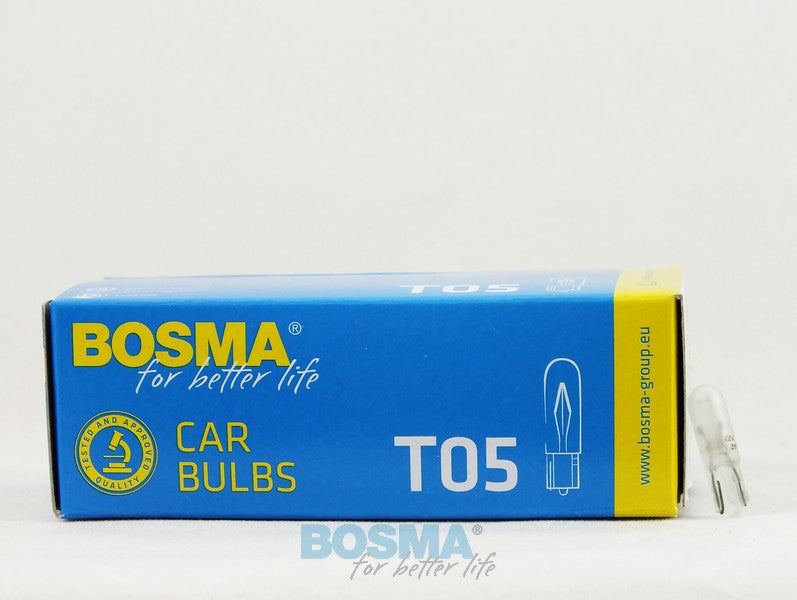 T05
BOSMA®
for better life
TESTED AND APPROVED
QUALITY
CAR
BULBS
T05
www.bosma-group.eu
12V
BOSMA®
for better life